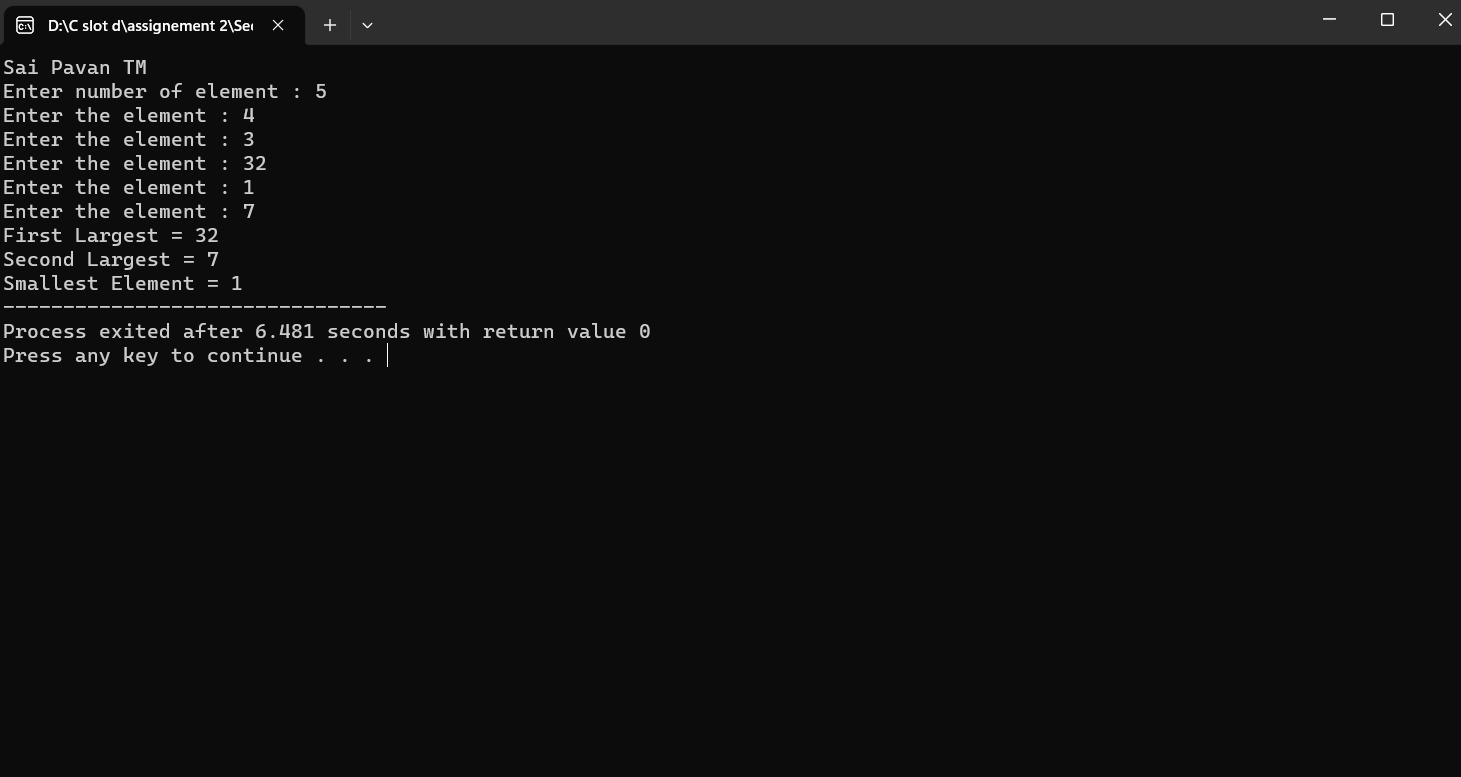 D:\C slot d\assignement 2\Sec
Sai Pavan TM
Enter number of element : 5
Enter the element : 4
Enter the element : 3
Enter the element : 32
Enter the element : 1
Enter the element : 7
First Largest = 32
Second Largest = 7
Smallest Element = 1
--------------------------------
Process exited after 6.481 seconds with return value 0
Press any key to continue . . .